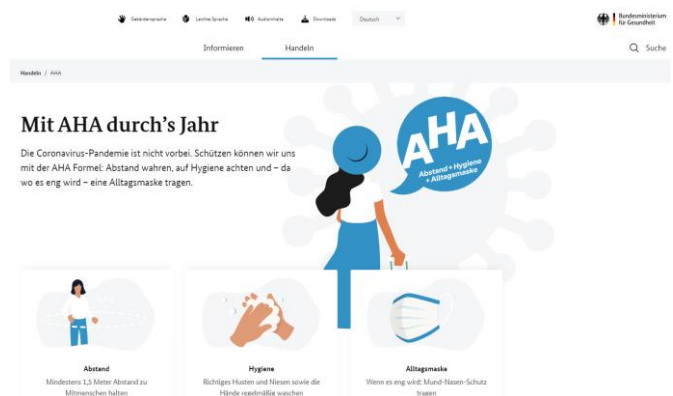 Gebärdensprache Leichte Sprache Audioinhalte Downloads Deutsch
Bundesministerium
für Gesundheit
Informieren Handeln
Suche
Handeln / AHA
Mit AHA durch's Jahr
Die Coronavirus-Pandemie ist nicht vorbei. Schützen können wir uns
mit der AHA Formel: Abstand wahren, auf Hygiene achten und – da
wo es eng wird – eine Alltagsmaske tragen.
AHA
Abstand + Hygiene
+ Alltagsmaske
Abstand
Mindestens 1,5 Meter Abstand zu
Mitmenschen halten
Hygiene
Richtiges Husten und Niesen sowie die
Hände regelmäßig waschen
Alltagsmaske
Wenn es eng wird: Mund-Nasen-Schutz
tragen